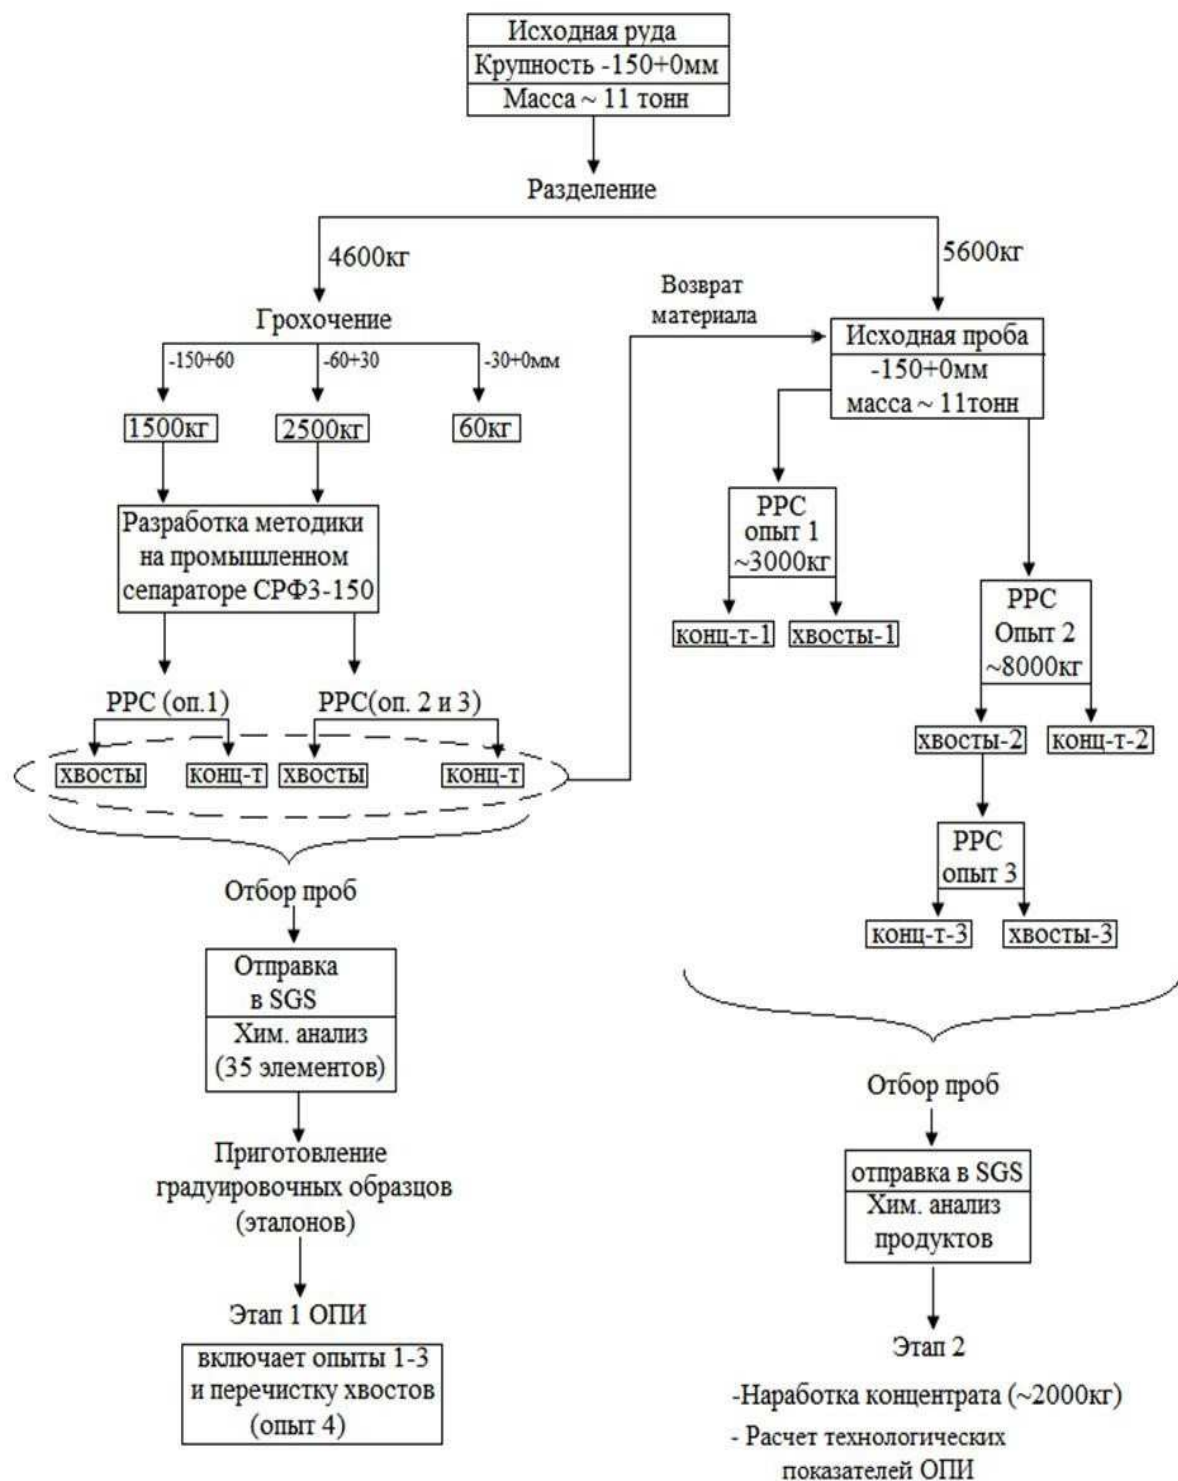 Исходная руда
Крупность -150+0мм
Масса ~ 11 тонн
Разделение
4600кг
5600кг
Грохочение
-150+60
-60+30
-30+0мм
1500кг
2500кг
60кг
Разработка методики
на промышленном
сепараторе СРФ3-150
РРС (оп.1)
РРС(оп. 2 и 3)
хвосты
конц-т
хвосты
конц-т
Отбор проб
Отправка
в SGS
Хим. анализ
(35 элементов)
Приготовление
градуировочных образцов
(эталонов)
Этап 1 ОПИ
включает опыты 1-3
и перечистку хвостов
(опыт 4)
Возврат
материала
Исходная проба
-150+0мм
масса ~ 11тонн
РРС
опыт 1
~3000кг
конц-т-1
хвосты-1
РРС
Опыт 2
~8000кг
хвосты-2
конц-т-2
РРС
опыт 3
конц-т-3
хвосты-3
Отбор проб
отправка в SGS
Хим. анализ
продуктов
Этап 2
-Наработка концентрата (~2000кг)
- Расчет технологических
показателей ОПИ